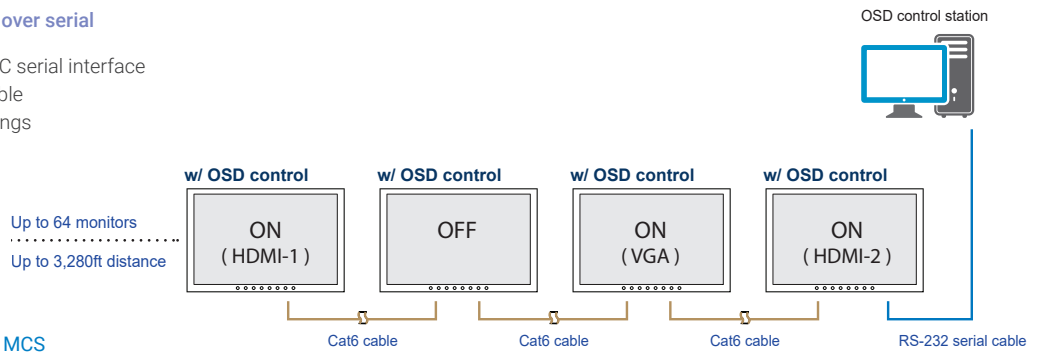 over serial
C serial interface
ble
ngs
OSD control station
w/ OSD control
w/ OSD control
w/ OSD control
w/ OSD control
Up to 64 monitors
Up to 3,280ft distance
ON
( HDMI-1 )
OFF
ON
( VGA )
ON
( HDMI-2 )
Cat6 cable
Cat6 cable
Cat6 cable
RS-232 serial cable
MCS